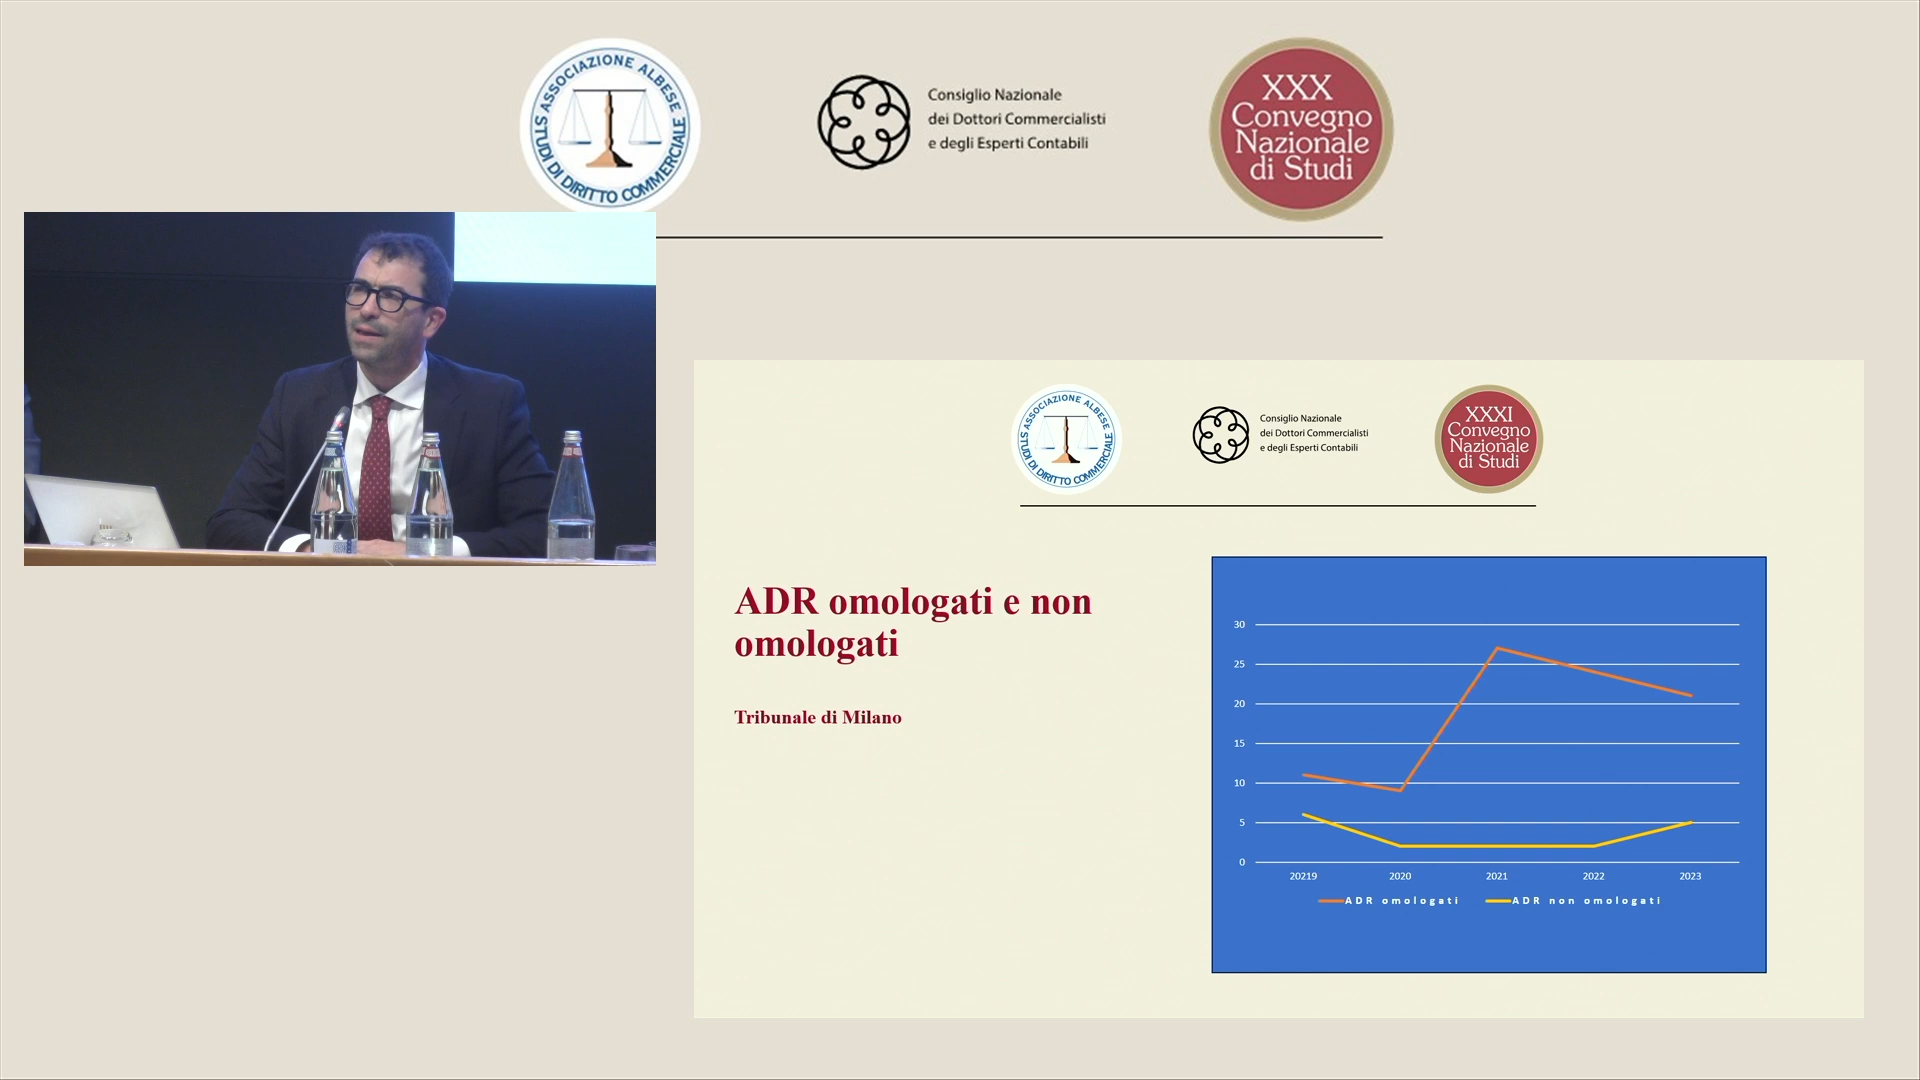 ASSOCIAZIONE ALBESE
STUDI DI DIRITTO COMMERCIALE
Consiglio Nazionale
dei Dottori Commercialisti
e degli Esperti Contabili
XXX
Convegno
Nazionale
di Studi
ASSOCIAZIONE ALBESE
STUDI DI DIRITTO COMMERCIALE
Consiglio Nazionale
dei Dottori Commercialisti
e degli Esperti Contabili
XXXI
Convegno
Nazionale
di Studi
ADR omologati e non
omologati
Tribunale di Milano
30
25
20
15
10
5
0
20219 2020 2021 2022 2023
ADR omologati ADR non omologati